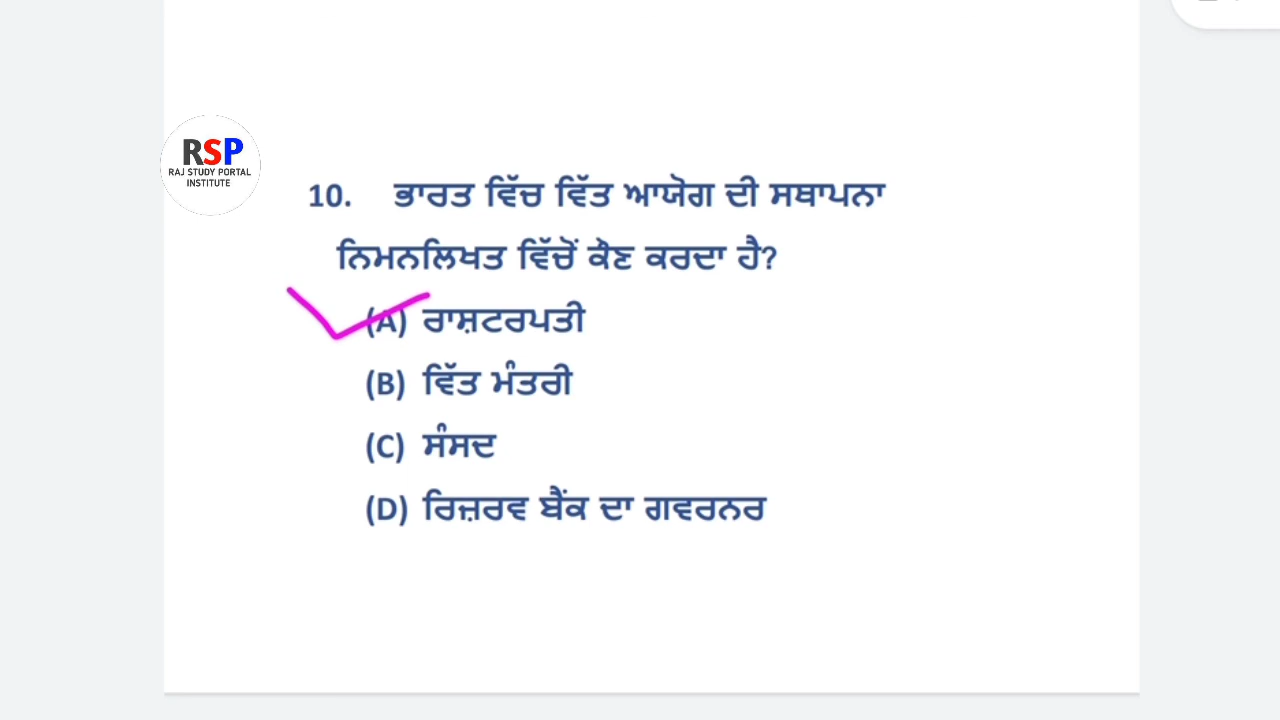 RSP
RAJ STUDY PORTAL
INSTITUTE
10. ਭਾਰਤ ਵਿੱਚ ਵਿੱਤ ਆਯੋਗ ਦੀ ਸਥਾਪਨਾ
ਨਿਮਨਲਿਖਤ ਵਿੱਚੋਂ ਕੌਣ ਕਰਦਾ ਹੈ?
(A) ਰਾਸ਼ਟਰਪਤੀ
(B) ਵਿੱਤ ਮੰਤਰੀ
(C) ਸੰਸਦ
(D) ਰਿਜ਼ਰਵ ਬੈਂਕ ਦਾ ਗਵਰਨਰ